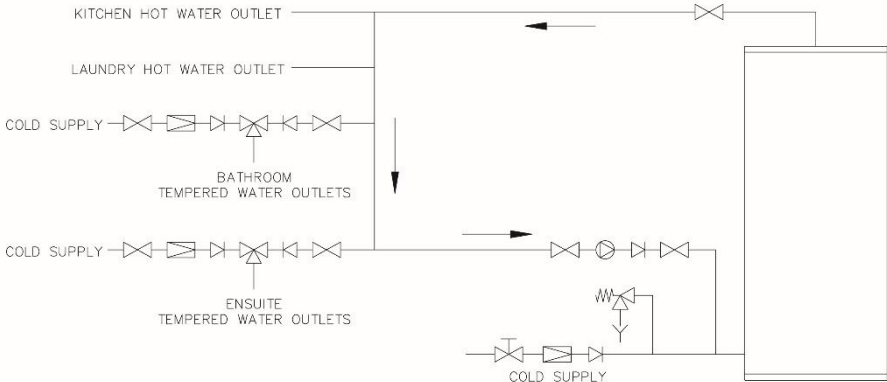 KITCHEN HOT WATER OUTLET
LAUNDRY HOT WATER OUTLET
COLD SUPPLY
BATHROOM
TEMPERED WATER OUTLETS
COLD SUPPLY
ENSUITE
TEMPERED WATER OUTLETS
COLD SUPPLY